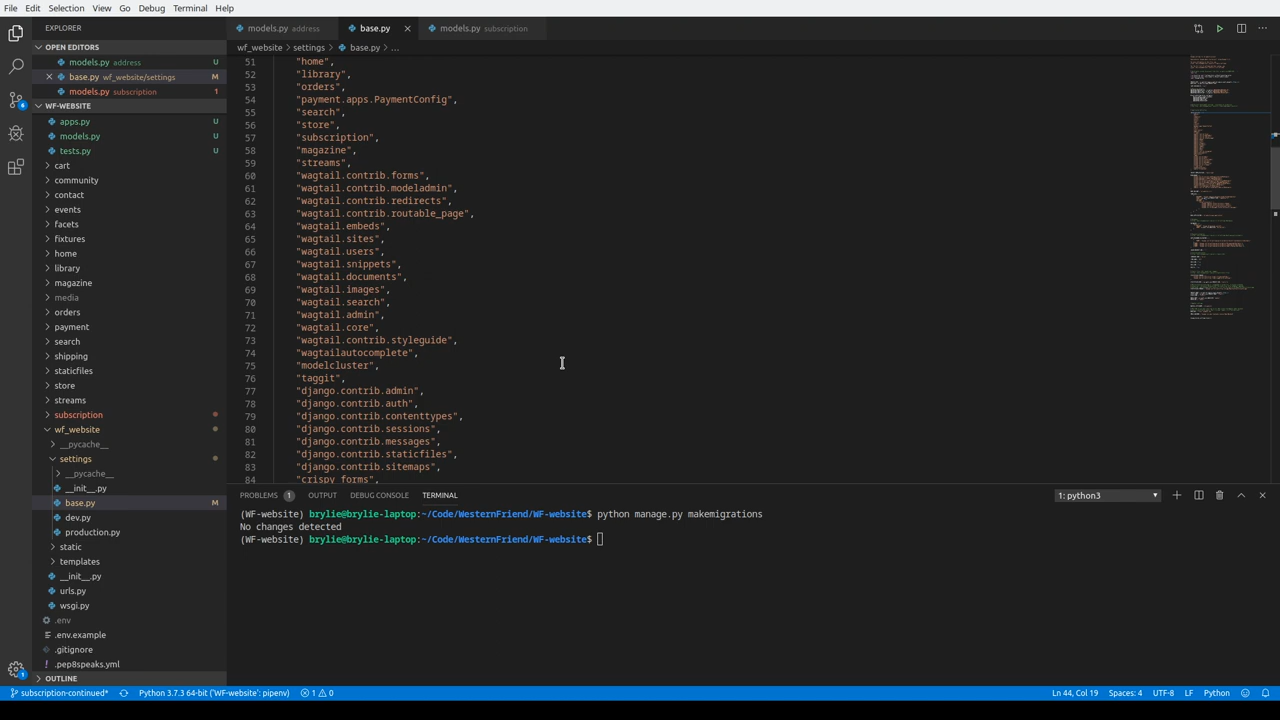 File Edit Selection View Go Debug Terminal Help
EXPLORER
OPEN EDITORS
models.py address U
base.py wf_website/settings M
models.py subscription 1
WF-WEBSITE
apps.py U
models.py U
tests.py U
cart
community
contact
events
facets
fixtures
home
library
magazine
media
orders
payment
search
shipping
staticfiles
store
streams
subscription
wf_website
__pycache__
settings
__pycache__
__init__.py
base.py M
dev.py
production.py
static
templates
__init__.py
urls.py
wsgi.py
.env
.env.example
.gitignore
.pep8speaks.yml
OUTLINE
models.py address base.py models.py subscription
wf_website settings base.py ...
51 "home",
52 "library",
53 "orders",
54 "payment.apps.PaymentConfig",
55 "search",
56 "store",
57 "subscription",
58 "magazine",
59 "streams",
60 "wagtail.contrib.forms",
61 "wagtail.contrib.modeladmin",
62 "wagtail.contrib.redirects",
63 "wagtail.contrib.routable_page",
64 "wagtail.embeds",
65 "wagtail.sites",
66 "wagtail.users",
67 "wagtail.snippets",
68 "wagtail.documents",
69 "wagtail.images",
70 "wagtail.search",
71 "wagtail.admin",
72 "wagtail.core",
73 "wagtail.contrib.styleguide",
74 "wagtailautocomplete",
75 "modelcluster",
76 "taggit",
77 "django.contrib.admin",
78 "django.contrib.auth",
79 "django.contrib.contenttypes",
80 "django.contrib.sessions",
81 "django.contrib.messages",
82 "django.contrib.staticfiles",
83 "django.contrib.sitemaps",
84 "crispy_forms",
PROBLEMS 1 OUTPUT DEBUG CONSOLE TERMINAL 1: python3
(WF-website) brylie@brylie-laptop:~/Code/WesternFriend/WF-website$ python manage.py makemigrations
No changes detected
(WF-website) brylie@brylie-laptop:~/Code/WesternFriend/WF-website$
subscription-continued* Python 3.7.3 64-bit ('WF-website': pipenv) 1 0 Ln 44, Col 19 Spaces: 4 UTF-8 LF Python